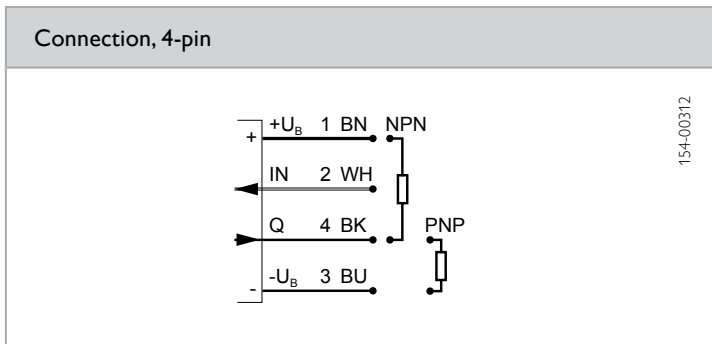 Connection, 4-pin
154-00312
+ +U_B 1 BN NPN
IN 2 WH
Q 4 BK PNP
- -U_B 3 BU